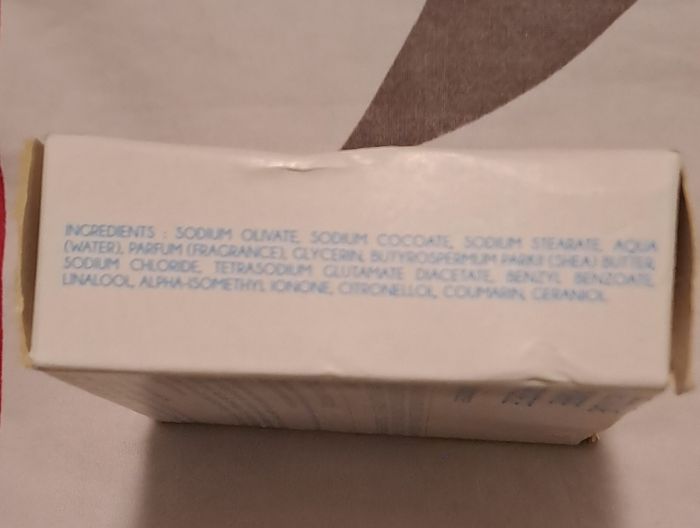 INGREDIENTS : SODIUM OLIVATE, SODIUM COCOATE, SODIUM STEARATE, AQUA
(WATER), PARFUM (FRAGRANCE), GLYCERIN, BUTYROSPERMUM PARKII (SHEA) BUTTER,
SODIUM CHLORIDE, TETRASODIUM GLUTAMATE DIACETATE, BENZYL BENZOATE,
LINALOOL, ALPHA-ISOMETHYL IONONE, CITRONELLOL, COUMARIN, GERANIOL.